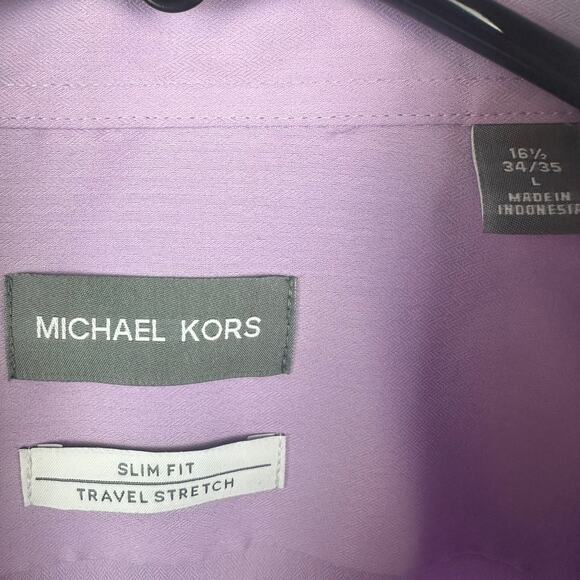 16½
34/35
L
MADE IN
INDONESIA
MICHAEL KORS
SLIM FIT
TRAVEL STRETCH